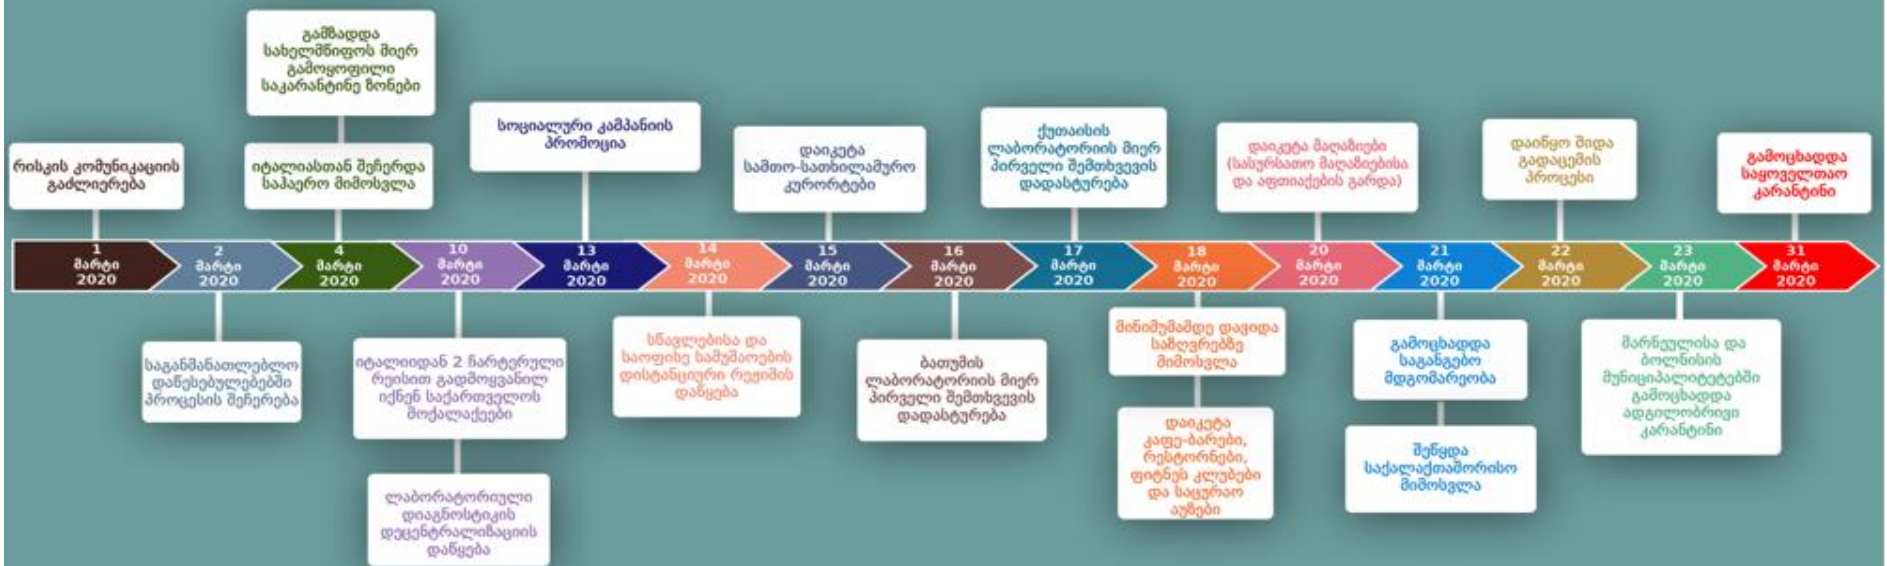 გამზადდა
სახელმწიფოს მიერ
გამოყოფილი
საკარანტინე ზონები
რისკის კომუნიკაციის
გაძლიერება
იტალიასთან შეჩერდა
საჰაერო მიმოსვლა
სოციალური კამპანიის
პრომოცია
დაიკეტა
სამთო-სათხილამურო
კურორტები
ქუთაისის
ლაბორატორიის მიერ
პირველი შემთხვევის
დადასტურება
დაიკეტა მაღაზიები
(სასურსათო მაღაზიებისა
და აფთიაქების გარდა)
დაიწყო შიდა
გადაცემის
პროცესი
გამოცხადდა
საყოველთაო
კარანტინი
1
მარტი
2020
2
მარტი
2020
4
მარტი
2020
10
მარტი
2020
13
მარტი
2020
14
მარტი
2020
15
მარტი
2020
16
მარტი
2020
17
მარტი
2020
18
მარტი
2020
20
მარტი
2020
21
მარტი
2020
22
მარტი
2020
23
მარტი
2020
31
მარტი
2020
საგანმანათლებლო
დაწესებულებებში
პროცესის შეჩერება
იტალიიდან 2 ჩარტერული
რეისით გადმოყვანილ
იქნენ საქართველოს
მოქალაქეები
ლაბორატორიული
დიაგნოსტიკის
დეცენტრალიზაციის
დაწყება
სწავლებისა და
საოფისე სამუშაოების
დისტანციური რეჟიმის
დაწყება
ბათუმის
ლაბორატორიის მიერ
პირველი შემთხვევის
დადასტურება
მინიმუმამდე დავიდა
საზღვრებზე
მიმოსვლა
დაიკეტა
კაფე-ბარები,
რესტორნები,
ფიტნეს კლუბები
და საცურაო
აუზები
გამოცხადდა
საგანგებო
მდგომარეობა
შეწყდა
საქალაქთაშორისო
მიმოსვლა
მარნეულისა და
ბოლნისის
მუნიციპალიტეტებში
გამოცხადდა
ადგილობრივი
კარანტინი